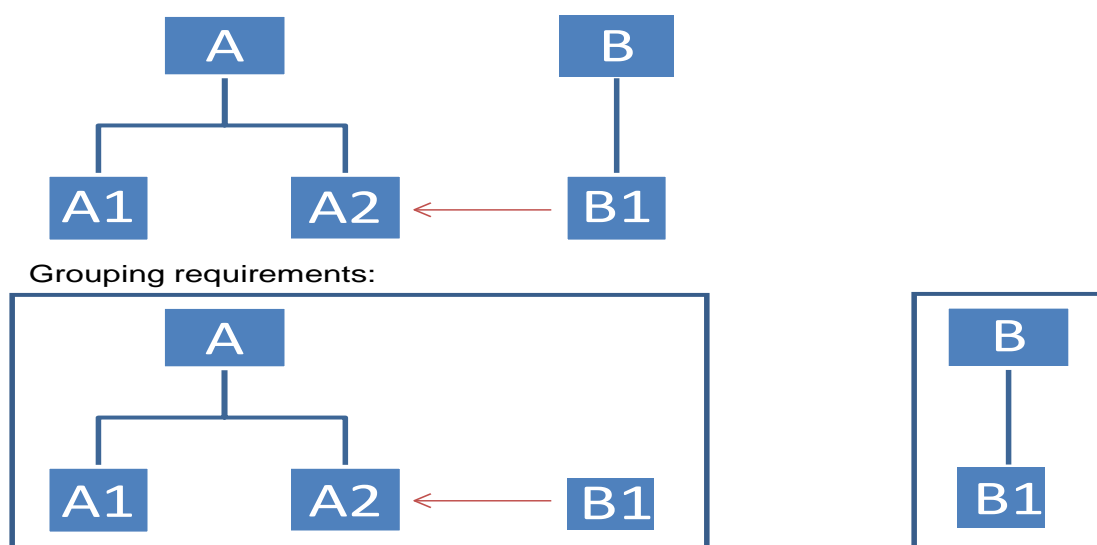 A B
A1 A2 B1
Grouping requirements:
A B
A1 A2 B1 B1